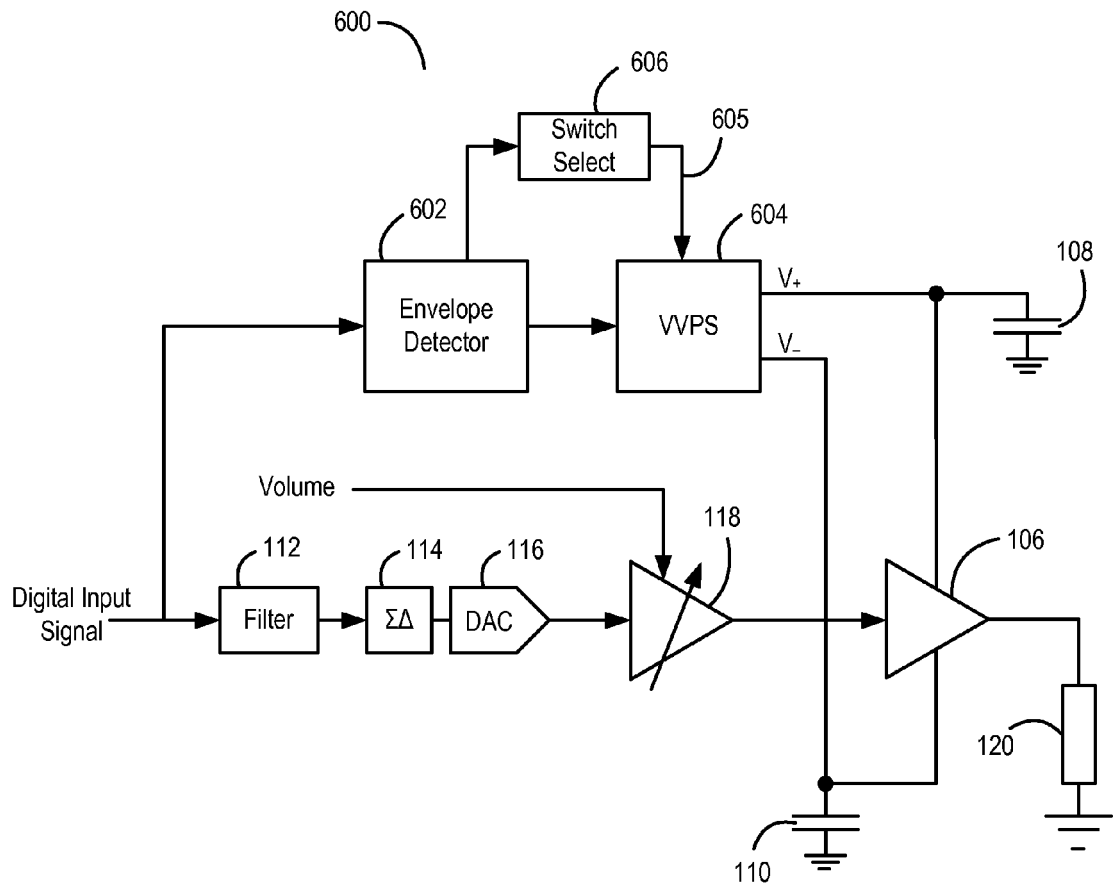 600
606
Switch
Select
605
602
604
108
Envelope
Detector
VVPS
V+
V–
Volume
112
114
116
118
106
Digital Input
Signal
Filter
ΣΔ
DAC
120
110